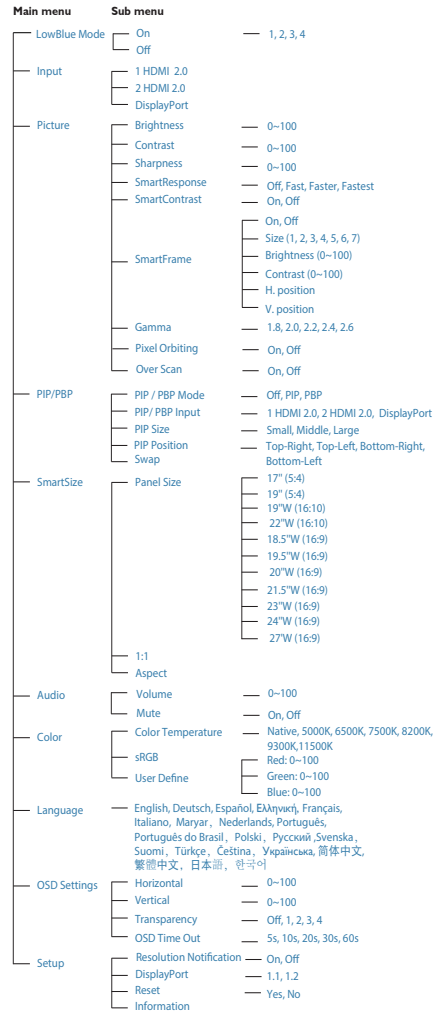 Main menu Sub menu
LowBlue Mode On 1, 2, 3, 4
Off
Input 1 HDMI 2.0
2 HDMI 2.0
DisplayPort
Picture Brightness 0~100
Contrast 0~100
Sharpness 0~100
SmartResponse Off, Fast, Faster, Fastest
SmartContrast On, Off
SmartFrame On, Off
Size (1, 2, 3, 4, 5, 6, 7)
Brightness (0~100)
Contrast (0~100)
H. position
V. position
Gamma 1.8, 2.0, 2.2, 2.4, 2.6
Pixel Orbiting On, Off
Over Scan On, Off
PIP/PBP PIP / PBP Mode Off, PIP, PBP
PIP/ PBP Input 1 HDMI 2.0, 2 HDMI 2.0, DisplayPort
PIP Size Small, Middle, Large
PIP Position Top-Right, Top-Left, Bottom-Right,
Bottom-Left
Swap
SmartSize Panel Size 17" (5:4)
19" (5:4)
19"W (16:10)
22"W (16:10)
18.5"W (16:9)
19.5"W (16:9)
20"W (16:9)
21.5"W (16:9)
23"W (16:9)
24"W (16:9)
27'W (16:9)
1:1
Aspect
Audio Volume 0~100
Mute On, Off
Color Color Temperature Native, 5000K, 6500K, 7500K, 8200K,
9300K,11500K
sRGB
User Define Red: 0~100
Green: 0~100
Blue: 0~100
Language English, Deutsch, Español, Ελληνική, Français,
Italiano, Maryar, Nederlands, Português,
Português do Brasil, Polski, Русский ,Svenska,
Suomi, Türkçe, Čeština, Українська, 简体中文,
繁體中文, 日本語, 한국어
OSD Settings Horizontal 0~100
Vertical 0~100
Transparency Off, 1, 2, 3, 4
OSD Time Out 5s, 10s, 20s, 30s, 60s
Setup Resolution Notification On, Off
DisplayPort 1.1, 1.2
Reset Yes, No
Information